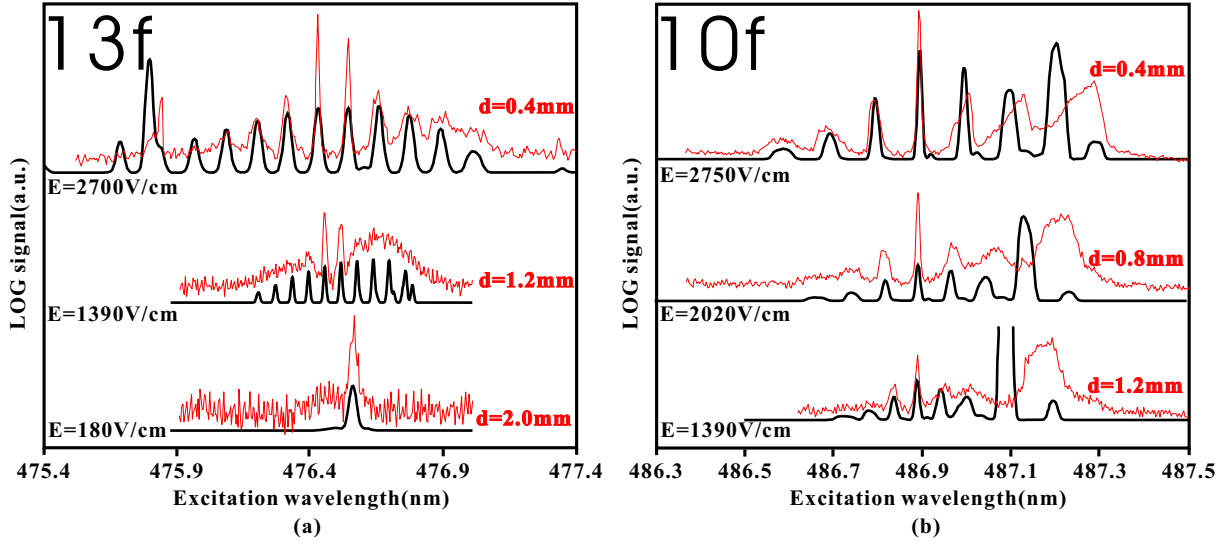 13f
d=0.4mm
E=2700V/cm
d=1.2mm
E=1390V/cm
d=2.0mm
E=180V/cm
LOG signal(a.u.)
475.4 475.9 476.4 476.9 477.4
Excitation wavelength(nm)
(a)
10f
d=0.4mm
E=2750V/cm
d=0.8mm
E=2020V/cm
d=1.2mm
E=1390V/cm
LOG signal(a.u.)
486.3 486.5 486.7 486.9 487.1 487.3 487.5
Excitation wavelength(nm)
(b)